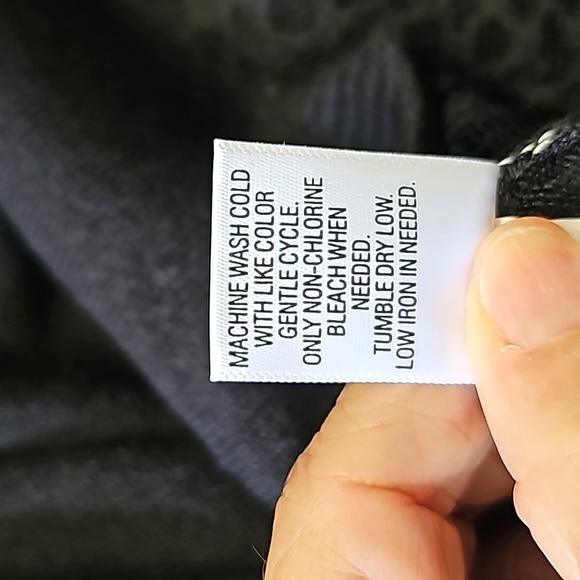 MACHINE WASH COLD
WITH LIKE COLOR
GENTLE CYCLE.
ONLY NON-CHLORINE
BLEACH WHEN
NEEDED.
TUMBLE DRY LOW.
LOW IRON IN NEEDED.